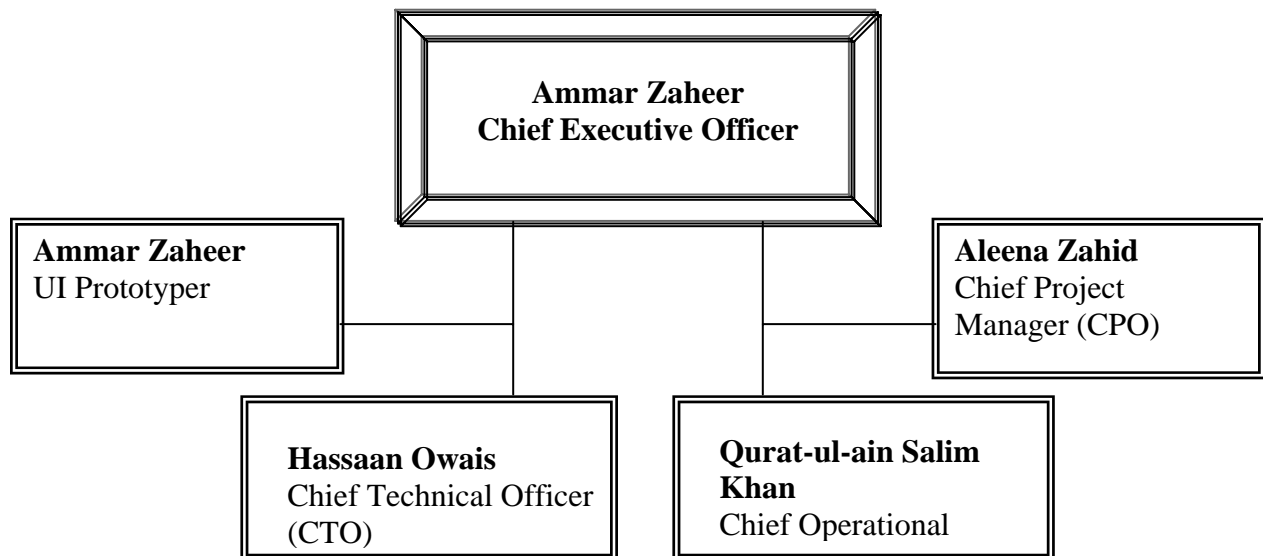 Ammar Zaheer
Chief Executive Officer
Ammar Zaheer
UI Prototyper
Aleena Zahid
Chief Project
Manager (CPO)
Hassaan Owais
Chief Technical Officer
(CTO)
Qurat-ul-ain Salim
Khan
Chief Operational